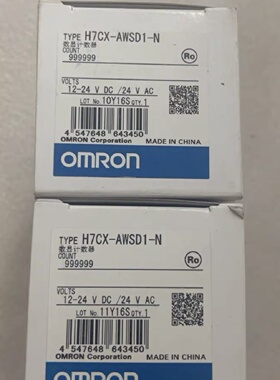 TYPE H7CX-AWSD1-N
数显计数器
COUNT
999999
Ro
VOLTS
12-24 V DC /24 V AC
LOT No. 10Y16S QTY. 1
4 547648 643450
OMRON Corporation MADE IN CHINA
OMRON
TYPE H7CX-AWSD1-N
数显计数器
COUNT
999999
Ro
VOLTS
12-24 V DC /24 V AC
LOT No. 11Y16S QTY. 1
4 547648 643450
OMRON Corporation MADE IN CHINA
OMRON